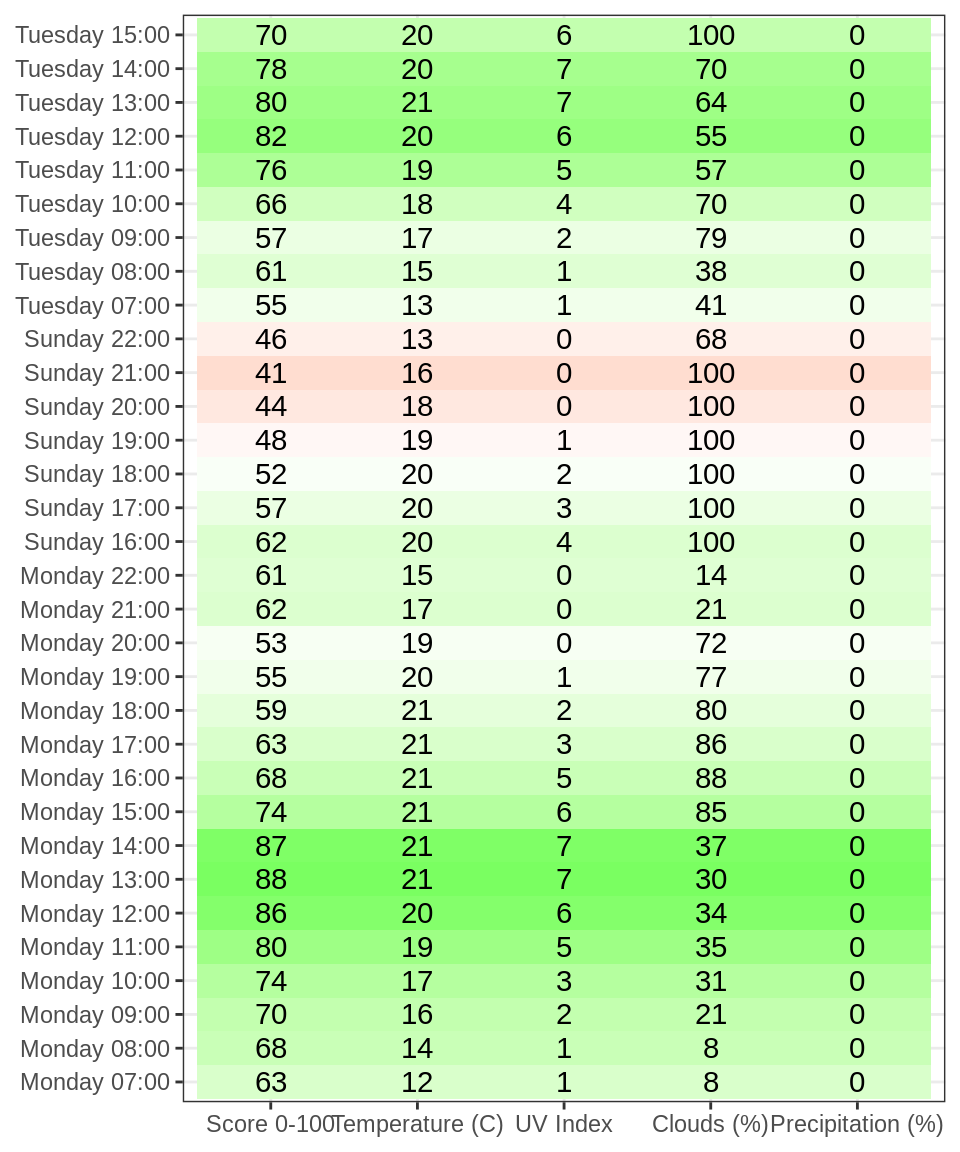 Tuesday 15:00 70 20 6 100 0
Tuesday 14:00 78 20 7 70 0
Tuesday 13:00 80 21 7 64 0
Tuesday 12:00 82 20 6 55 0
Tuesday 11:00 76 19 5 57 0
Tuesday 10:00 66 18 4 70 0
Tuesday 09:00 57 17 2 79 0
Tuesday 08:00 61 15 1 38 0
Tuesday 07:00 55 13 1 41 0
Sunday 22:00 46 13 0 68 0
Sunday 21:00 41 16 0 100 0
Sunday 20:00 44 18 0 100 0
Sunday 19:00 48 19 1 100 0
Sunday 18:00 52 20 2 100 0
Sunday 17:00 57 20 3 100 0
Sunday 16:00 62 20 4 100 0
Monday 22:00 61 15 0 14 0
Monday 21:00 62 17 0 21 0
Monday 20:00 53 19 0 72 0
Monday 19:00 55 20 1 77 0
Monday 18:00 59 21 2 80 0
Monday 17:00 63 21 3 86 0
Monday 16:00 68 21 5 88 0
Monday 15:00 74 21 6 85 0
Monday 14:00 87 21 7 37 0
Monday 13:00 88 21 7 30 0
Monday 12:00 86 20 6 34 0
Monday 11:00 80 19 5 35 0
Monday 10:00 74 17 3 31 0
Monday 09:00 70 16 2 21 0
Monday 08:00 68 14 1 8 0
Monday 07:00 63 12 1 8 0
Score 0-100 Temperature (C) UV Index Clouds (%) Precipitation (%)